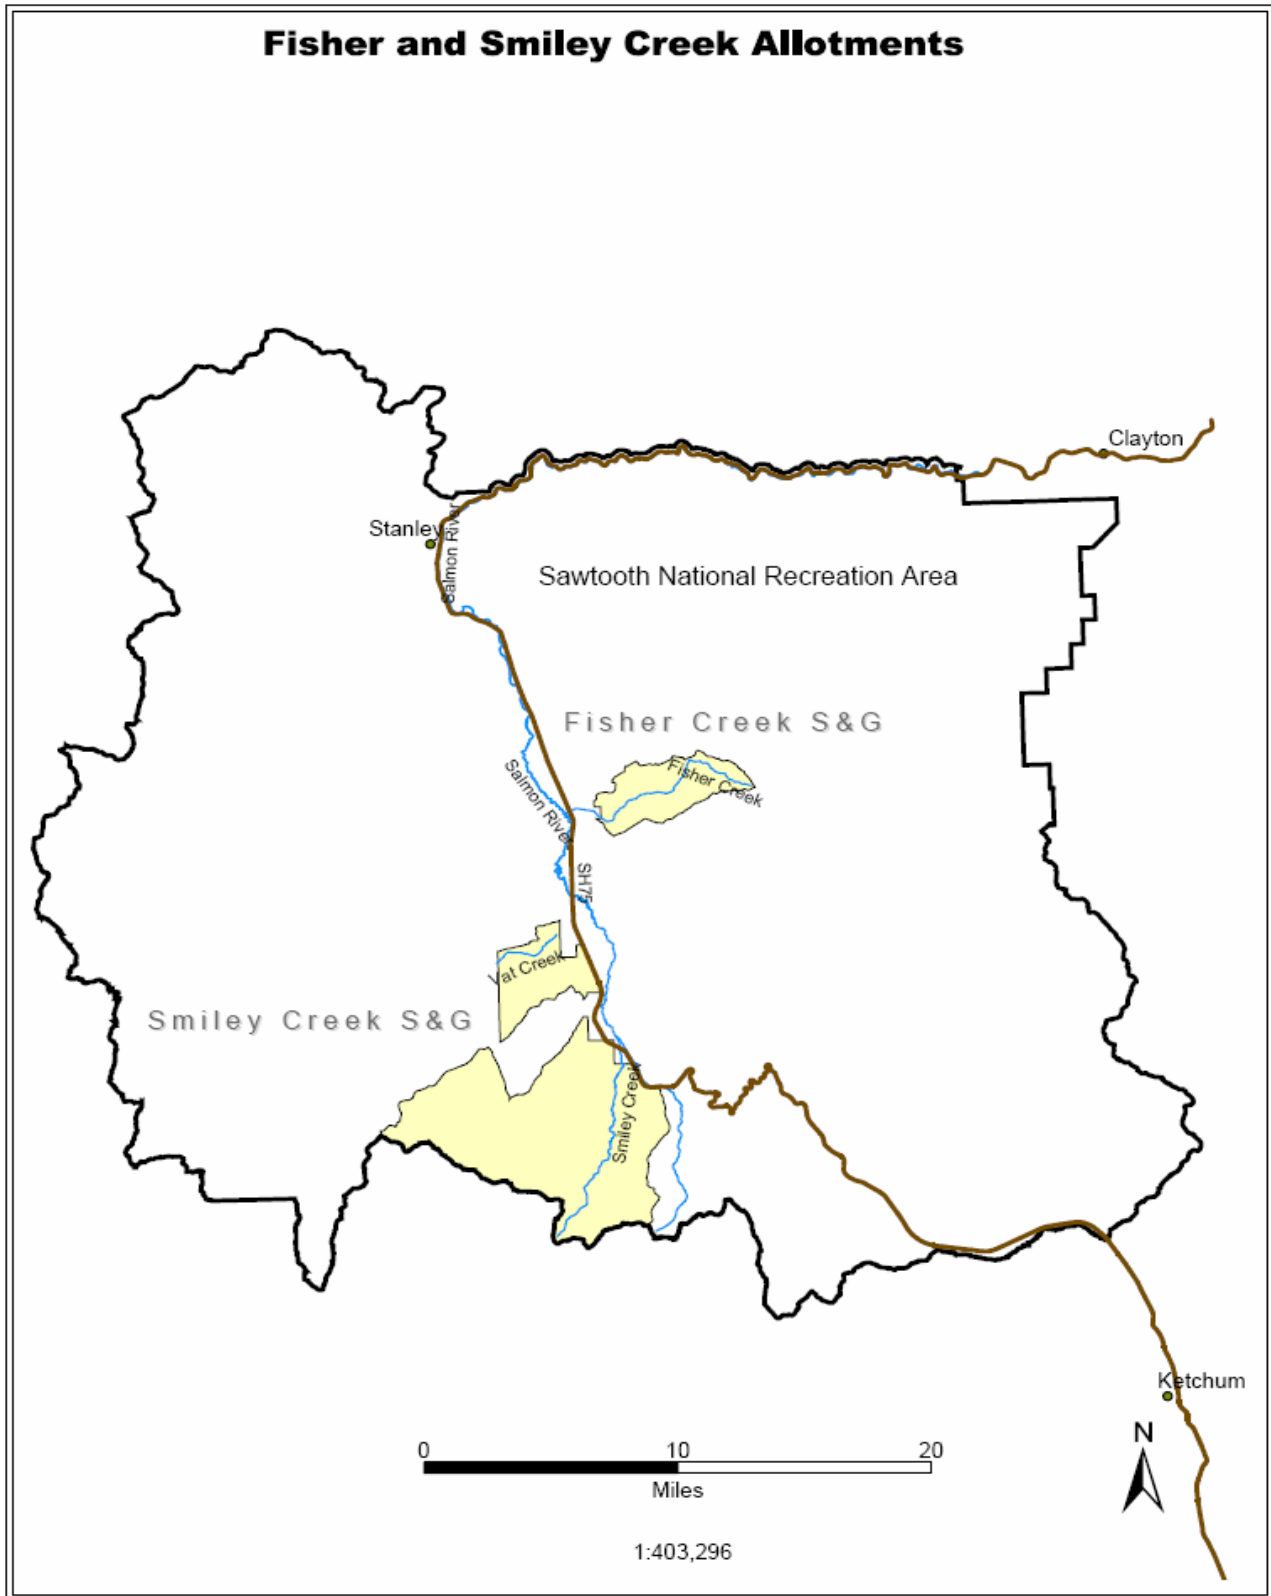 Fisher and Smiley Creek Allotments
Clayton
Stanley
Salmon River
Sawtooth National Recreation Area
Fisher Creek S&G
Fisher Creek
Salmon River
SH75
Vat Creek
Smiley Creek S&G
Smiley Creek
Ketchum
N
0 10 20
Miles
1:403,296